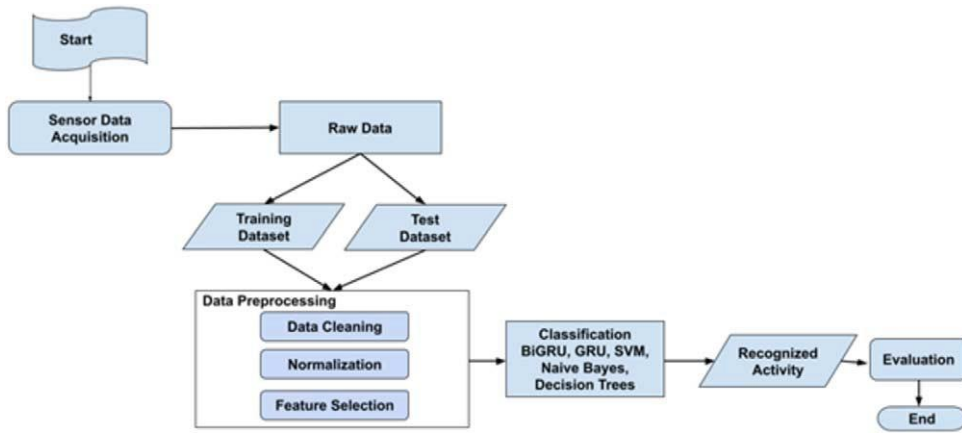 Start
Sensor Data
Acquisition
Raw Data
Training
Dataset
Test
Dataset
Data Preprocessing
Data Cleaning
Normalization
Feature Selection
Classification
BiGRU, GRU, SVM,
Naive Bayes,
Decision Trees
Recognized
Activity
Evaluation
End